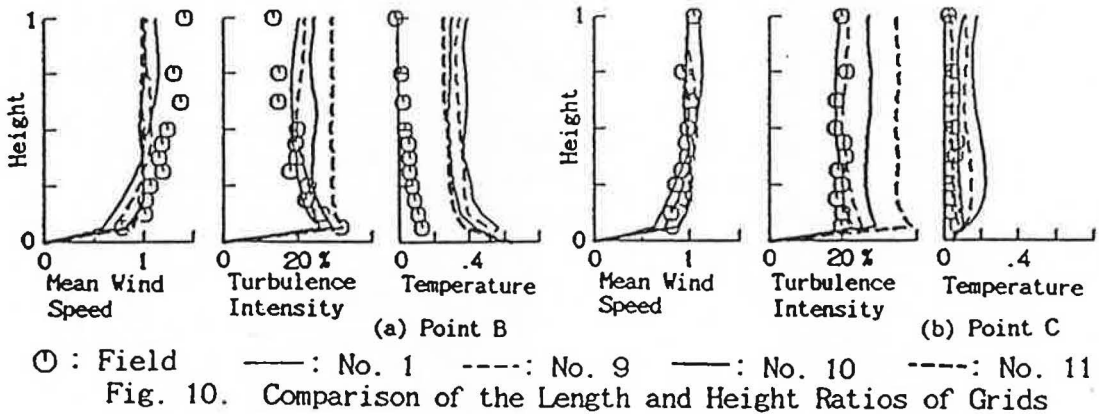 1 1
Height Height
0 0
0 1 0 20 % 0 .4 0 1 0 20 % 0 .4
Mean Wind Speed Turbulence Intensity Temperature Mean Wind Speed Turbulence Intensity Temperature
(a) Point B (b) Point C
: Field : No. 1 : No. 9 : No. 10 : No. 11
Fig. 10. Comparison of the Length and Height Ratios of Grids